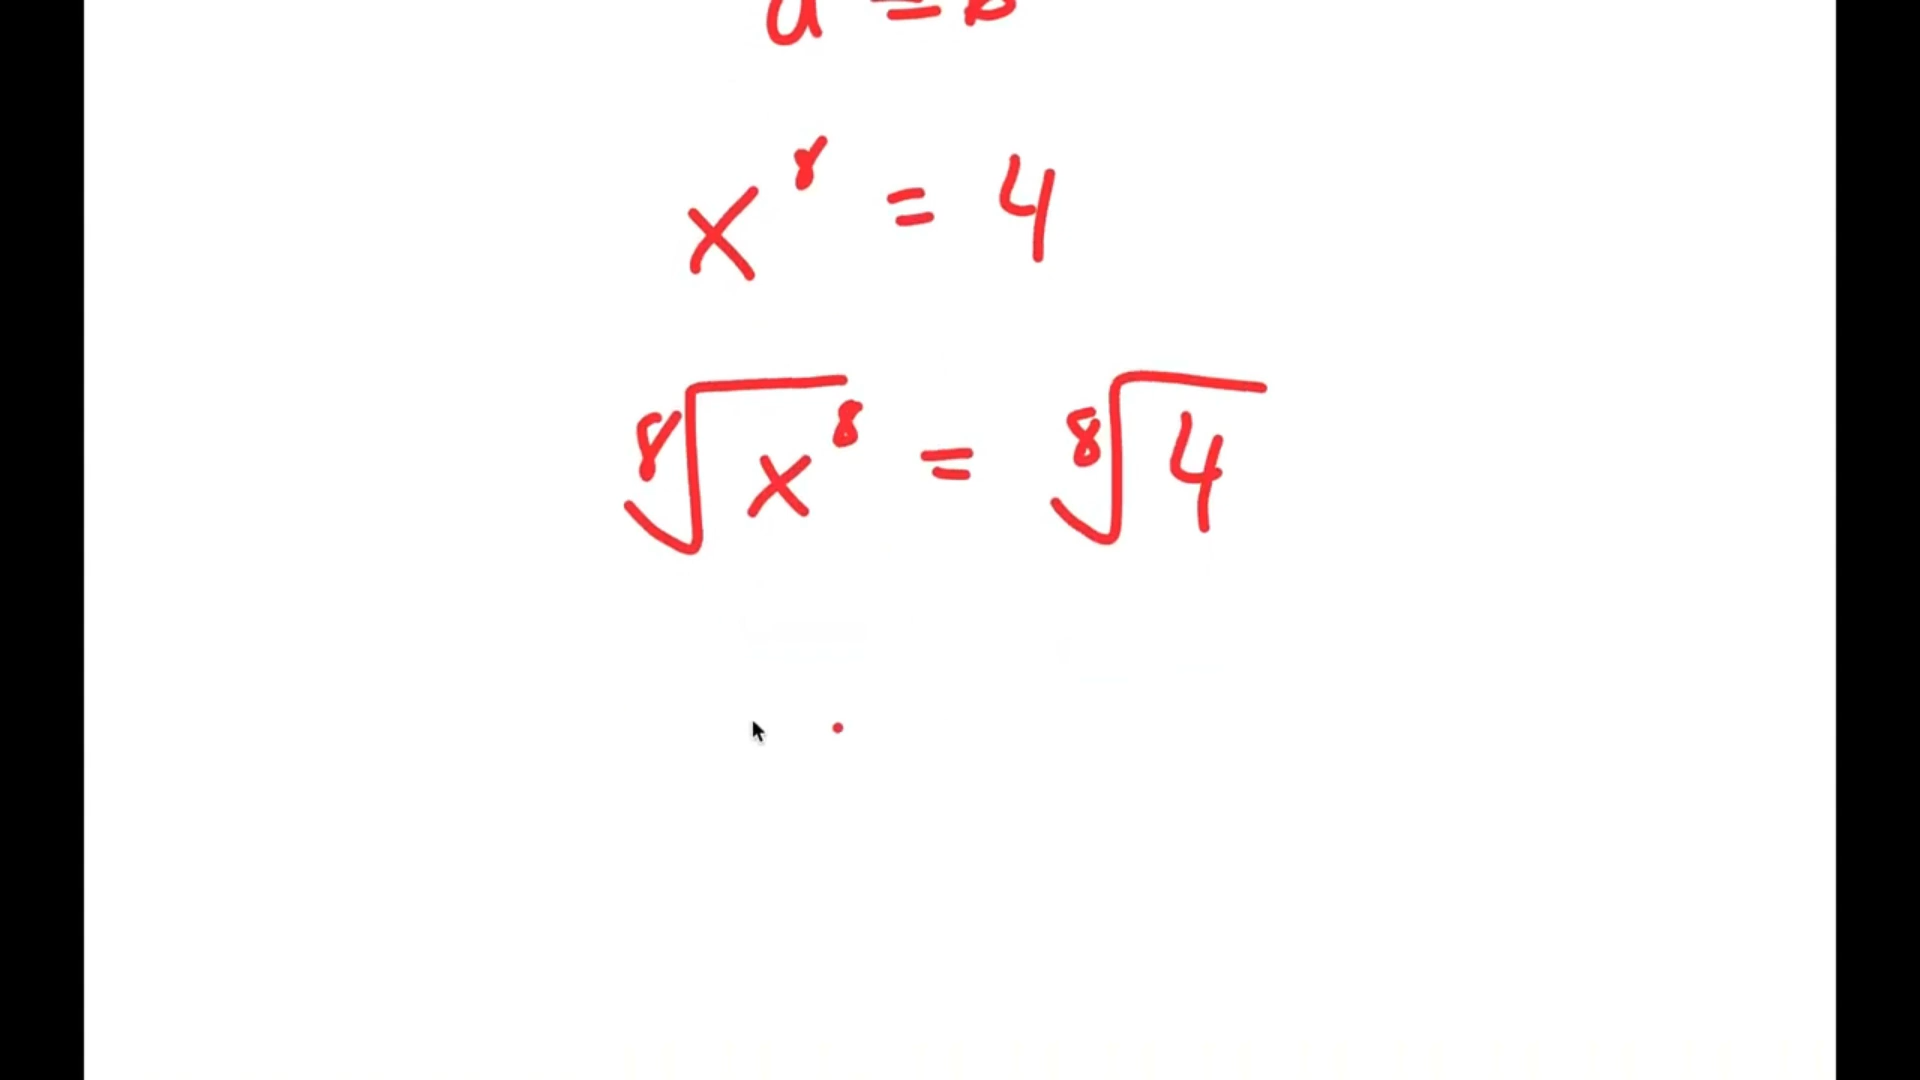 a = b
x⁸ = 4
⁸√x⁸ = ⁸√4